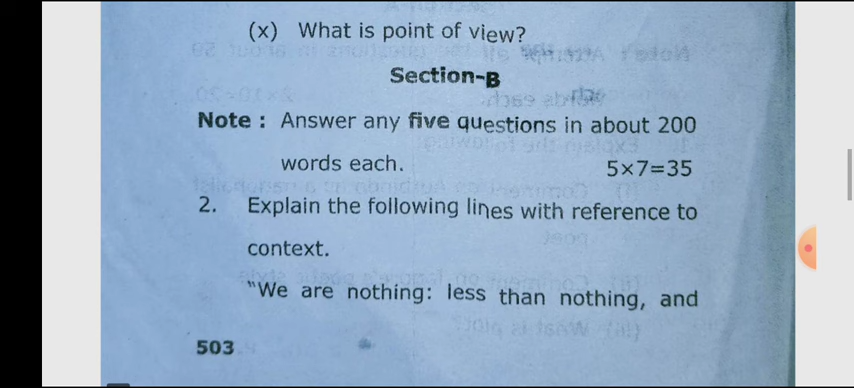 (x) What is point of view?
Section-B
Note : Answer any five questions in about 200
words each. 5×7=35
2. Explain the following lines with reference to
context.
"We are nothing: less than nothing, and
503